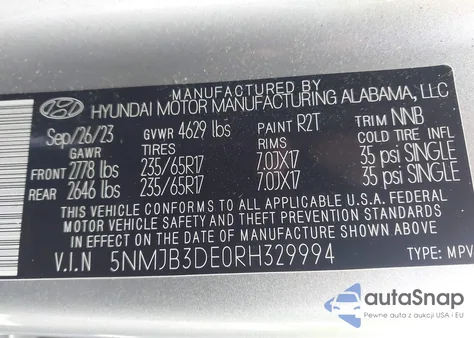 MANUFACTURED BY
HYUNDAI MOTOR MANUFACTURING ALABAMA, LLC
Sep/26/23 GVWR 4629 lbs PAINT R2T TRIM NNB
GAWR TIRES RIMS COLD TIRE INFL
FRONT 2778 lbs 235/65R17 7.0JX17 35 psi SINGLE
REAR 2646 lbs 235/65R17 7.0JX17 35 psi SINGLE
THIS VEHICLE CONFORMS TO ALL APPLICABLE U.S.A. FEDERAL
MOTOR VEHICLE SAFETY AND THEFT PREVENTION STANDARDS
IN EFFECT ON THE DATE OF MANUFACTURE SHOWN ABOVE.
V.I.N 5NMJB3DE0RH329994 TYPE: MPV
autoSnap
Pewne auta z aukcji USA i EU